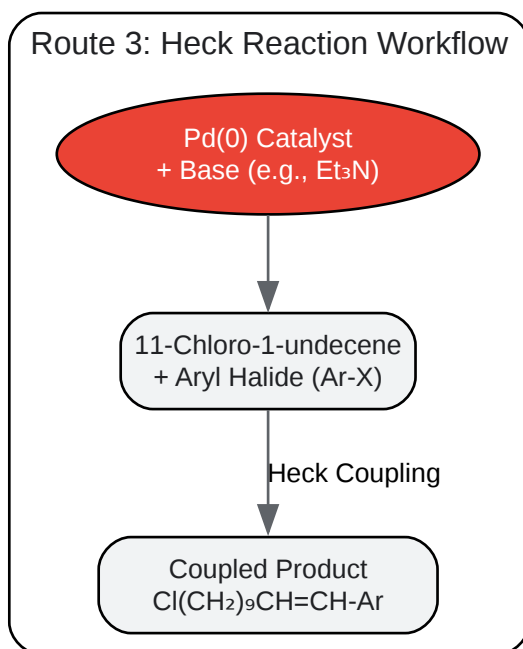 Route 3: Heck Reaction Workflow
Pd(0) Catalyst
+ Base (e.g., Et₃N)
11-Chloro-1-undecene
+ Aryl Halide (Ar-X)
Heck Coupling
Coupled Product
Cl(CH₂)₉CH=CH-Ar